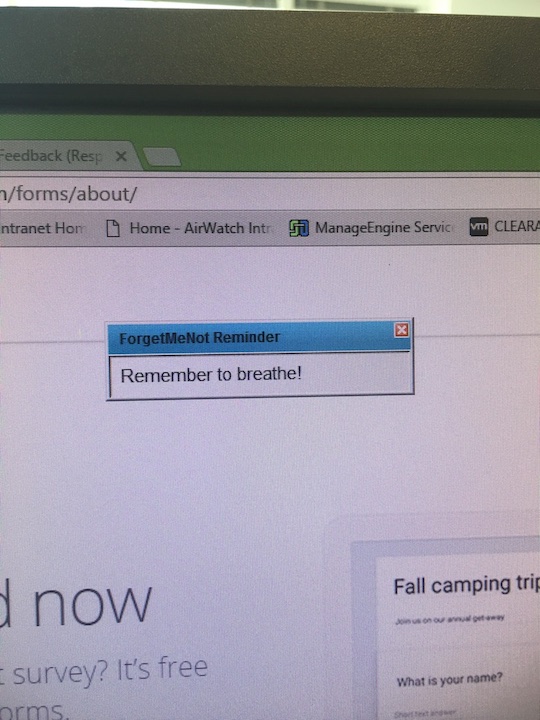 Feedback (Resp
/forms/about/
ntranet Hom
Home - AirWatch Intr
ManageEngine Servic
vm CLEARA
ForgetMeNot Reminder
Remember to breathe!
d now
t survey? It's free
orms.
Fall camping trip
Join us on our annual get-away
What is your name?
Short text answer